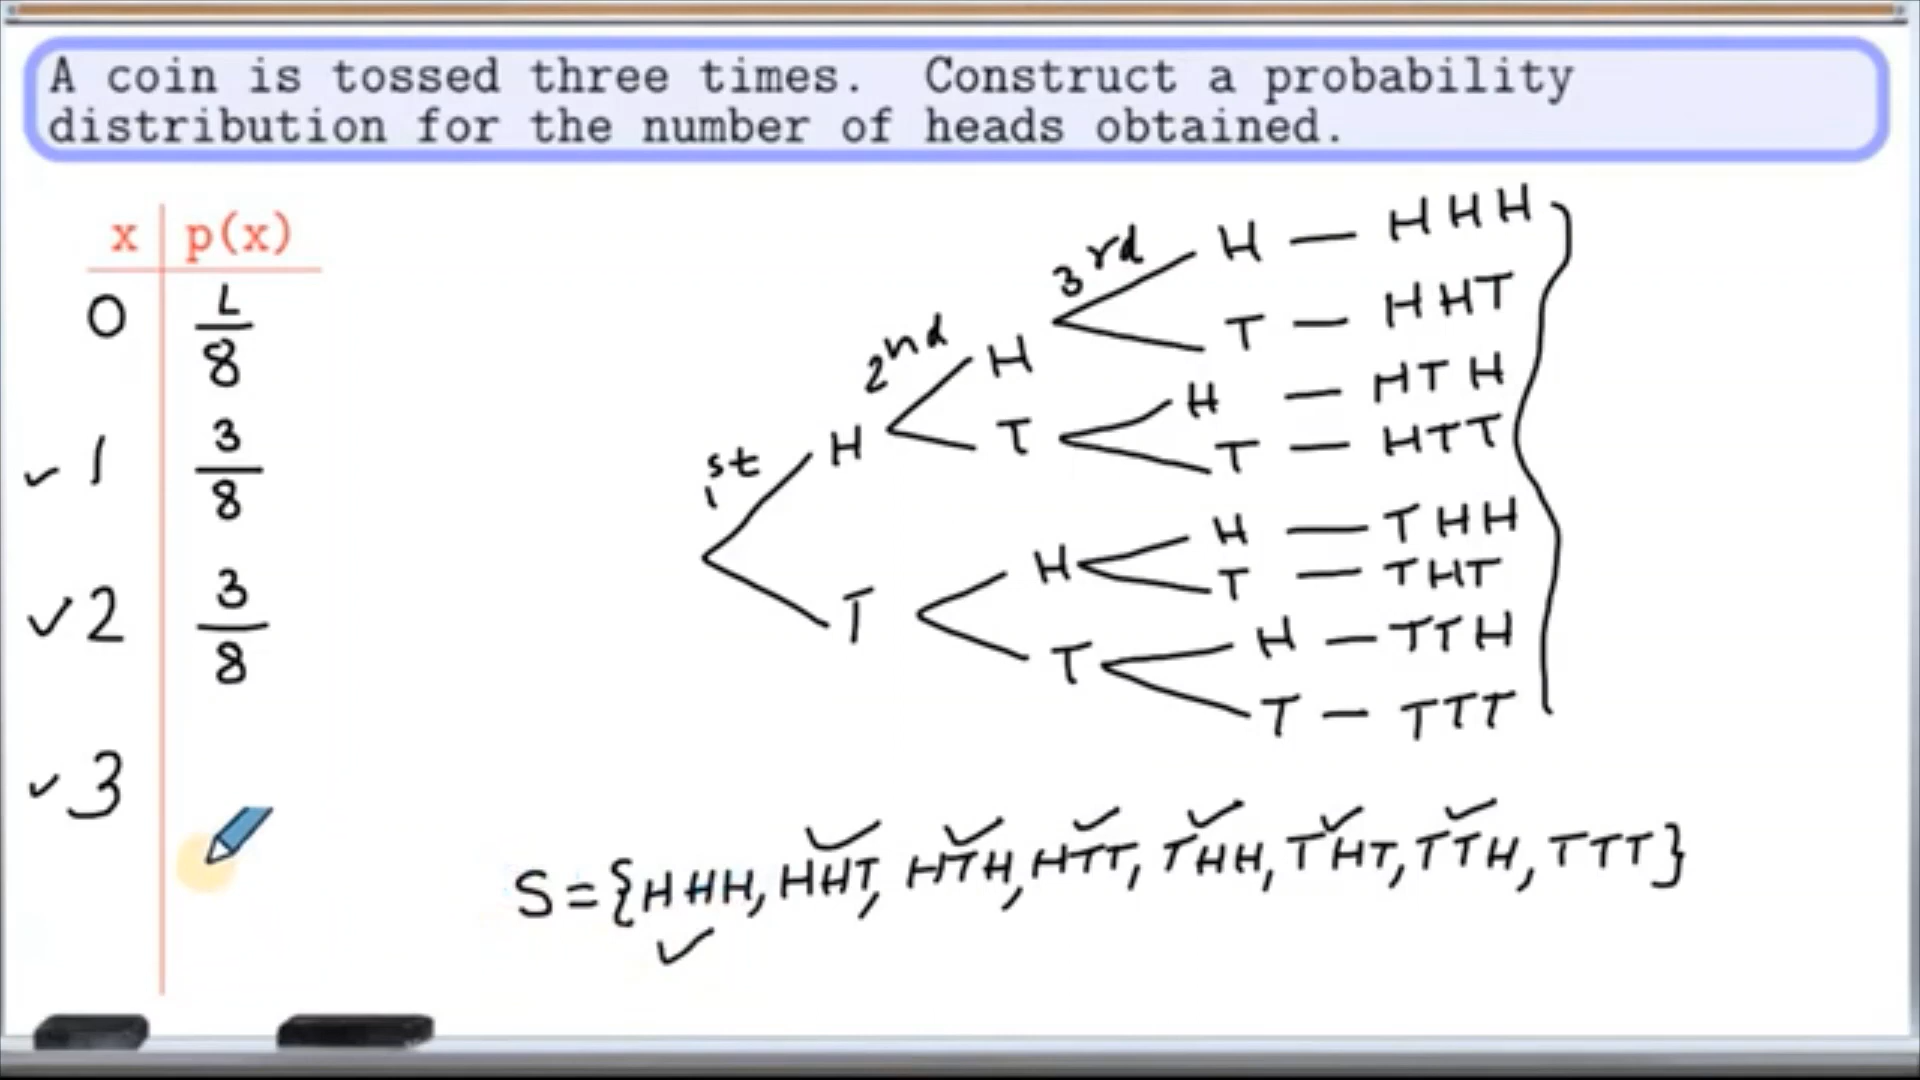 A coin is tossed three times. Construct a probability
distribution for the number of heads obtained.
x p(x)
0 1/8
✓ 1 3/8
✓ 2 3/8
✓ 3
1st 2nd 3rd
H — HHH
H
T — HHT
H
H — HTH
T
T — HTT
H — THH
H
T — THT
T
H — TTH
T
T — TTT
S = {HHH, HHT, HTH, HTT, THH, THT, TTH, TTT}